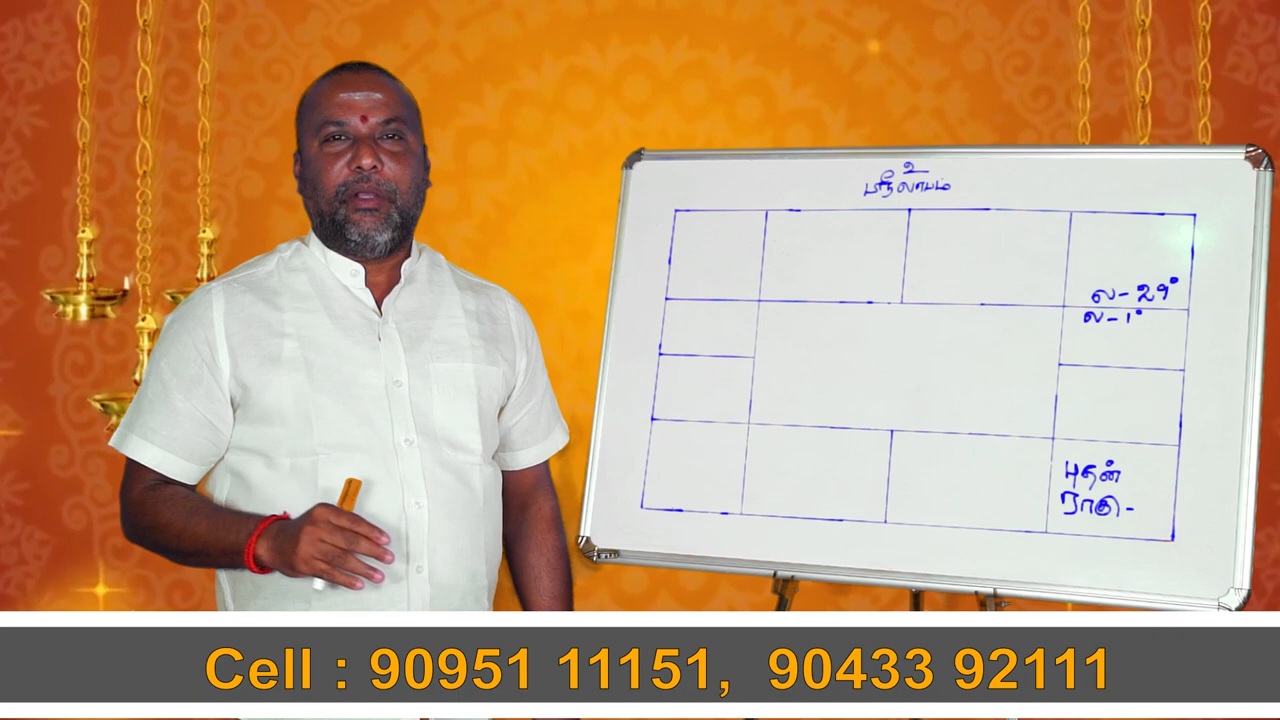 உ
ஸ்ரீலாபம்
ல - 29°
ல - 1°
புதன்
ராகு -
Cell : 90951 11151, 90433 92111